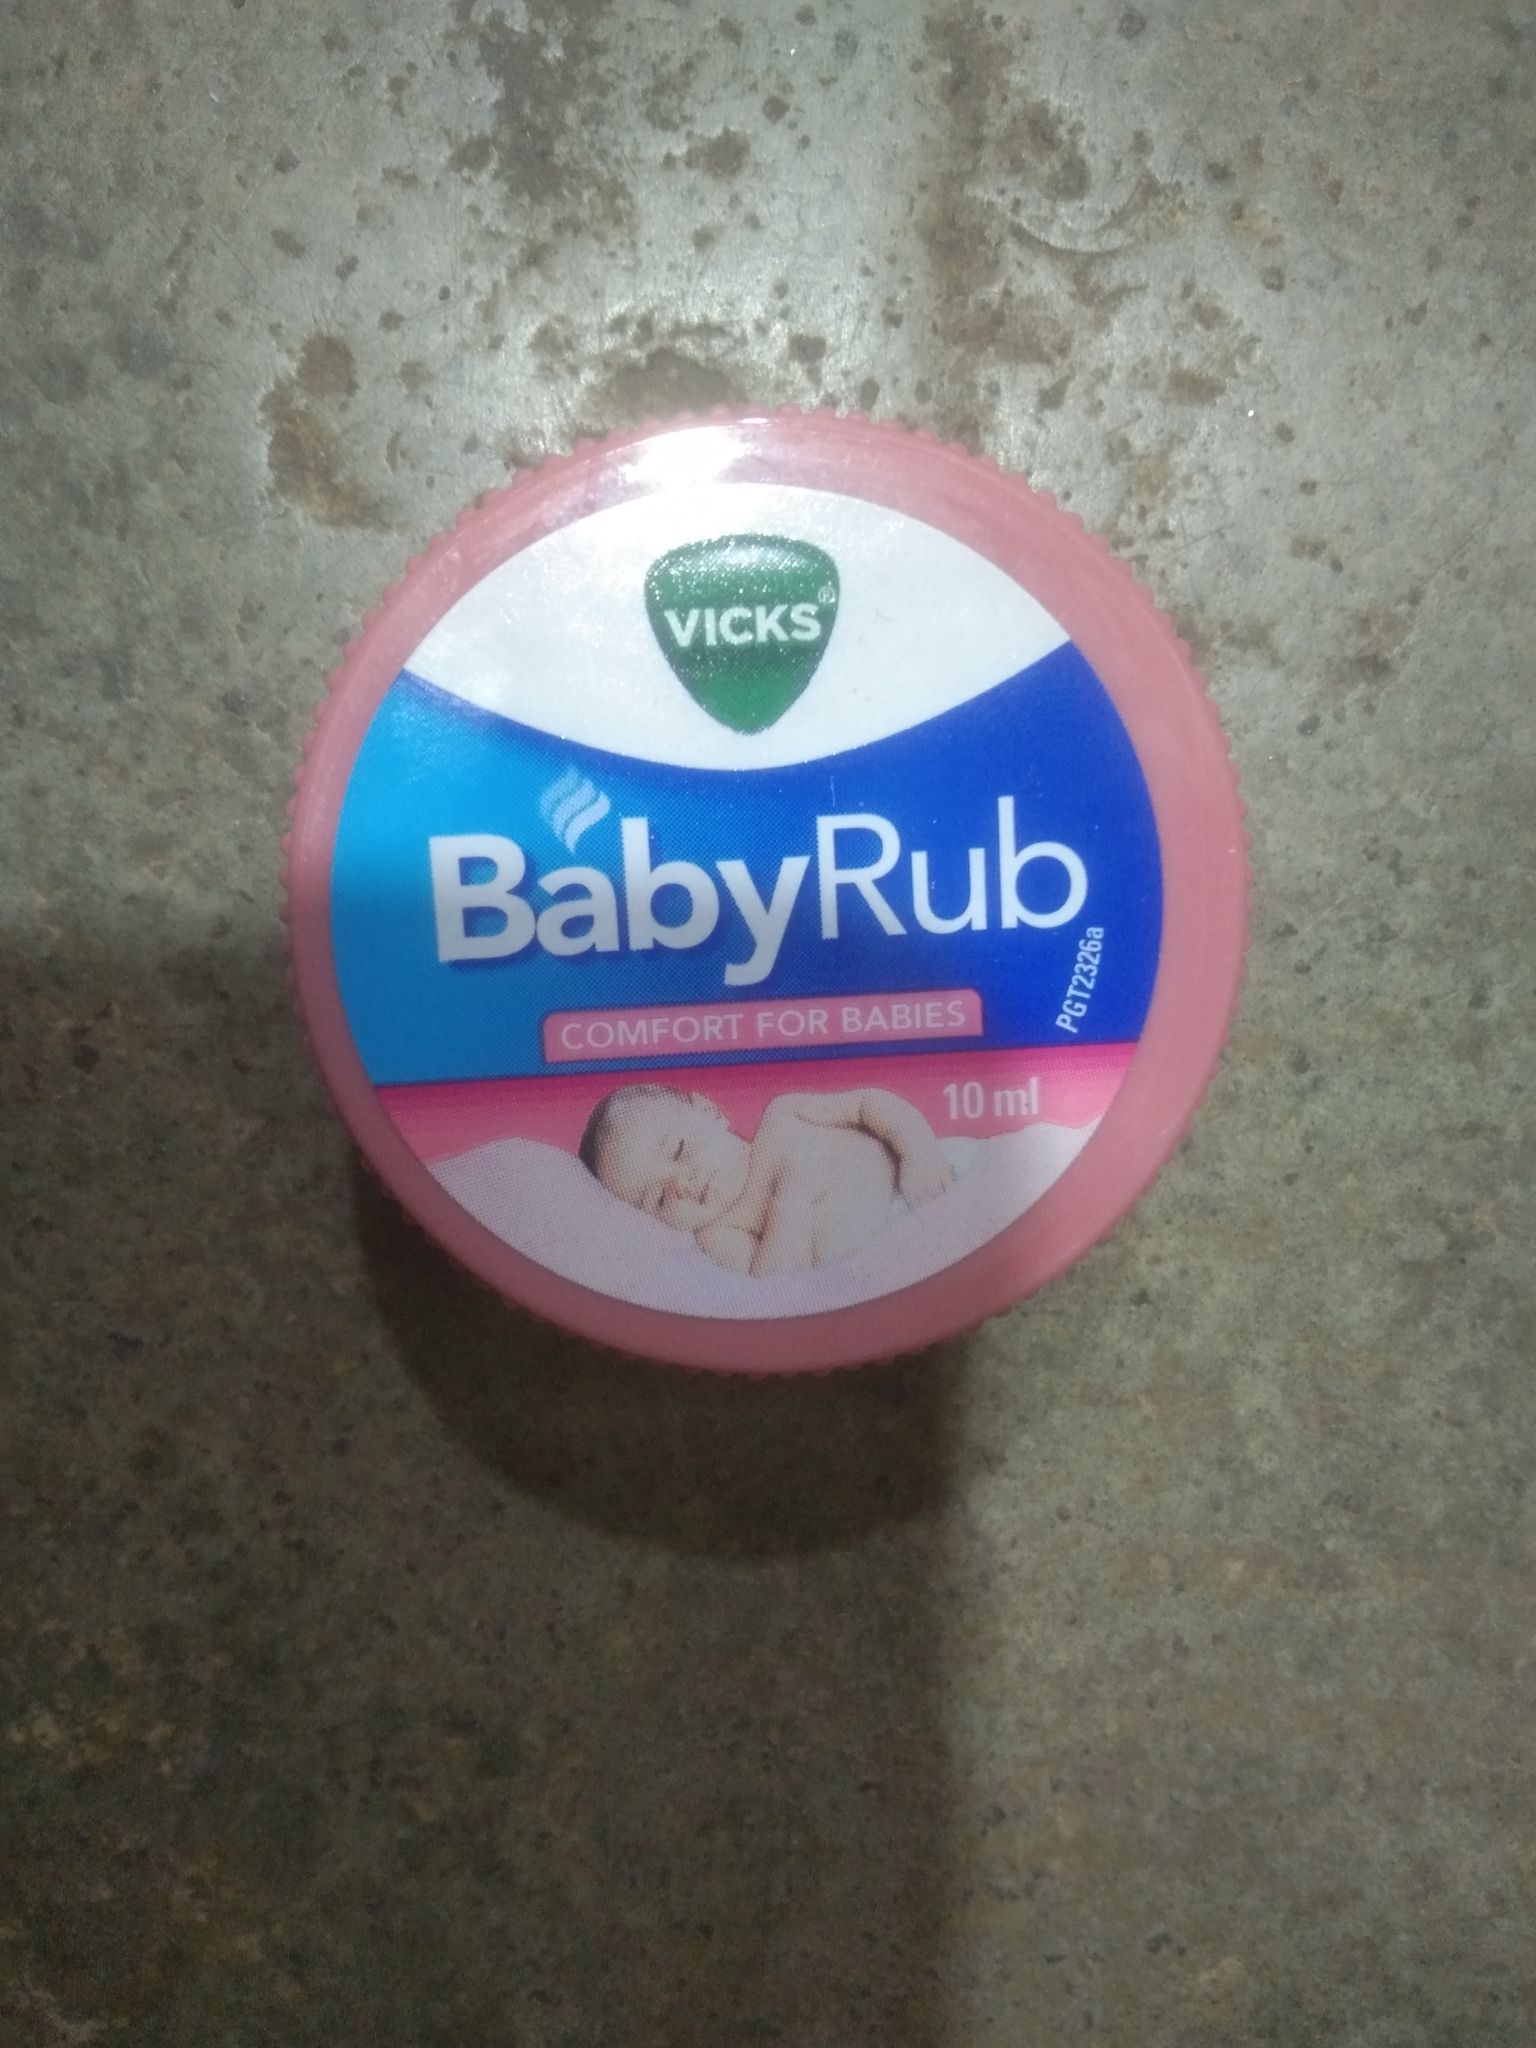 VICKS®
BabyRub
COMFORT FOR BABIES
PGT2326a
10 ml